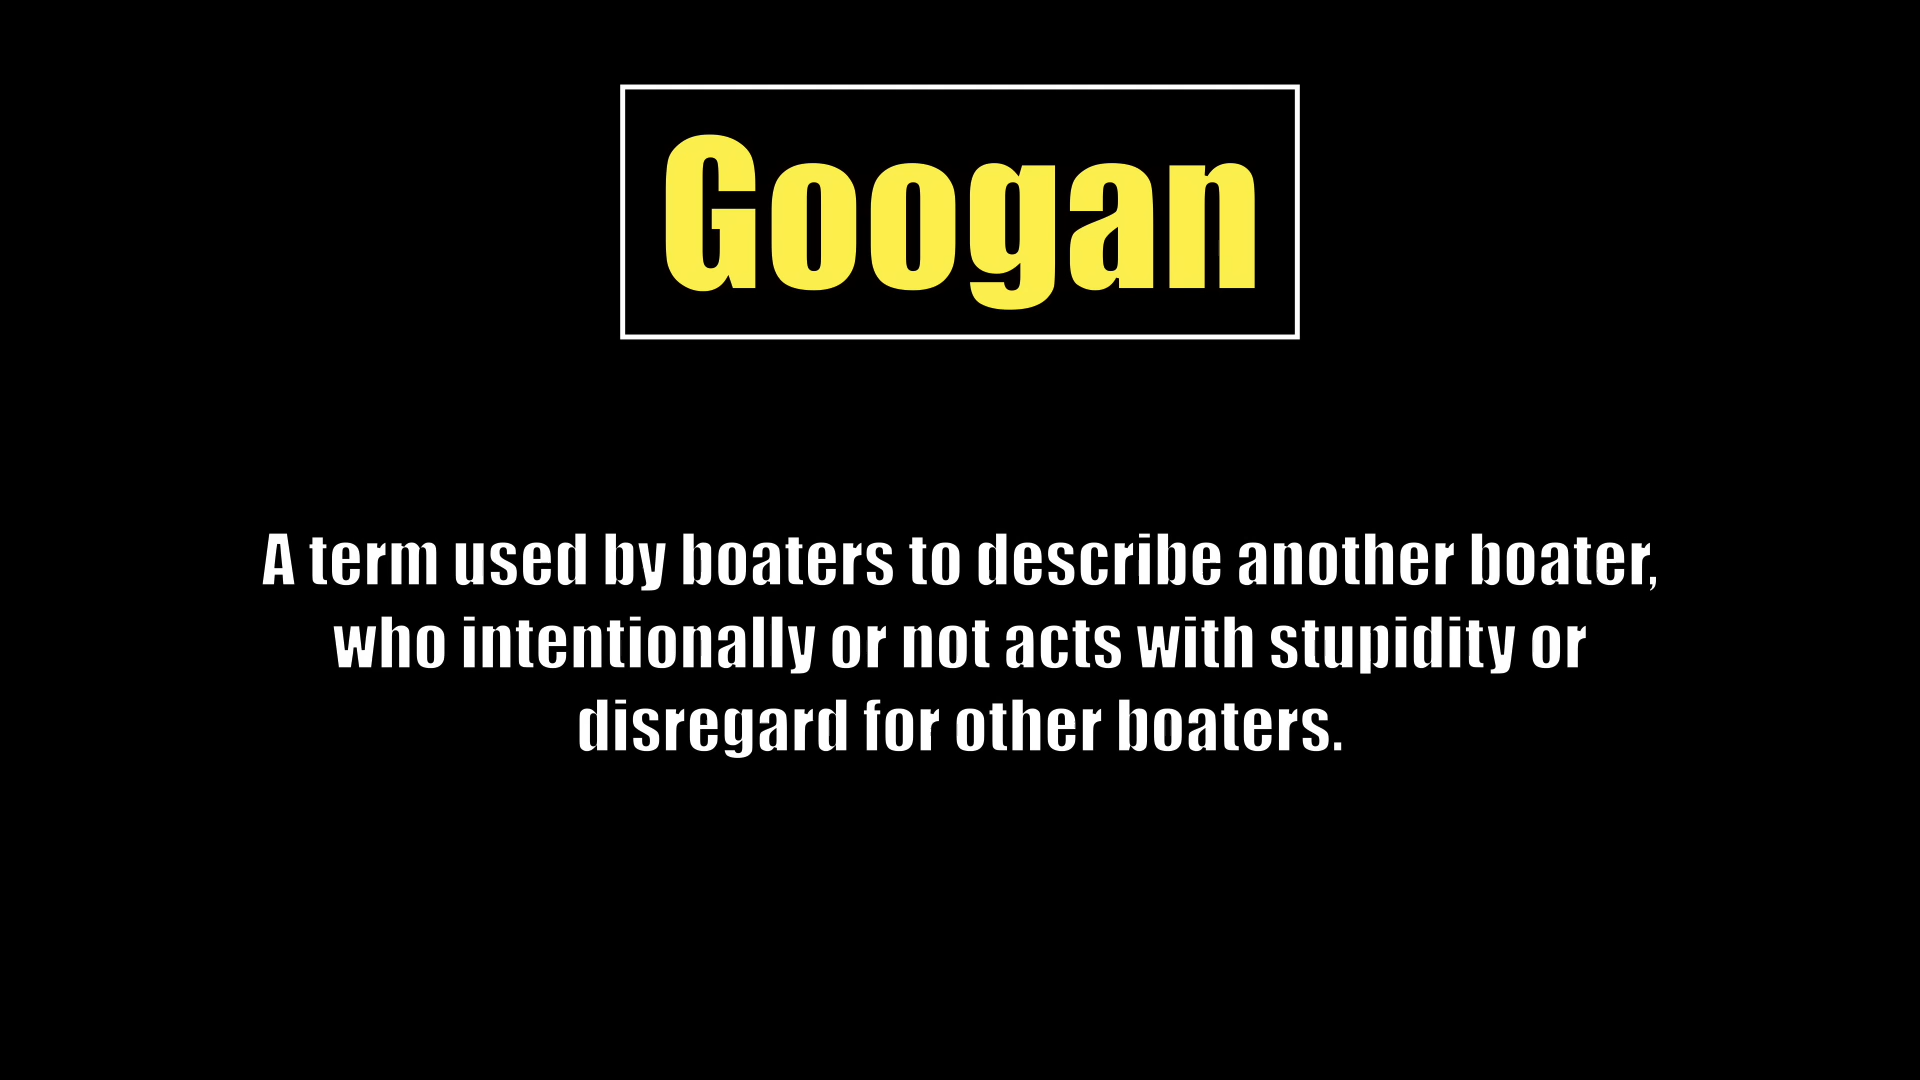 Googan
A term used by boaters to describe another boater,
who intentionally or not acts with stupidity or
disregard for other boaters.